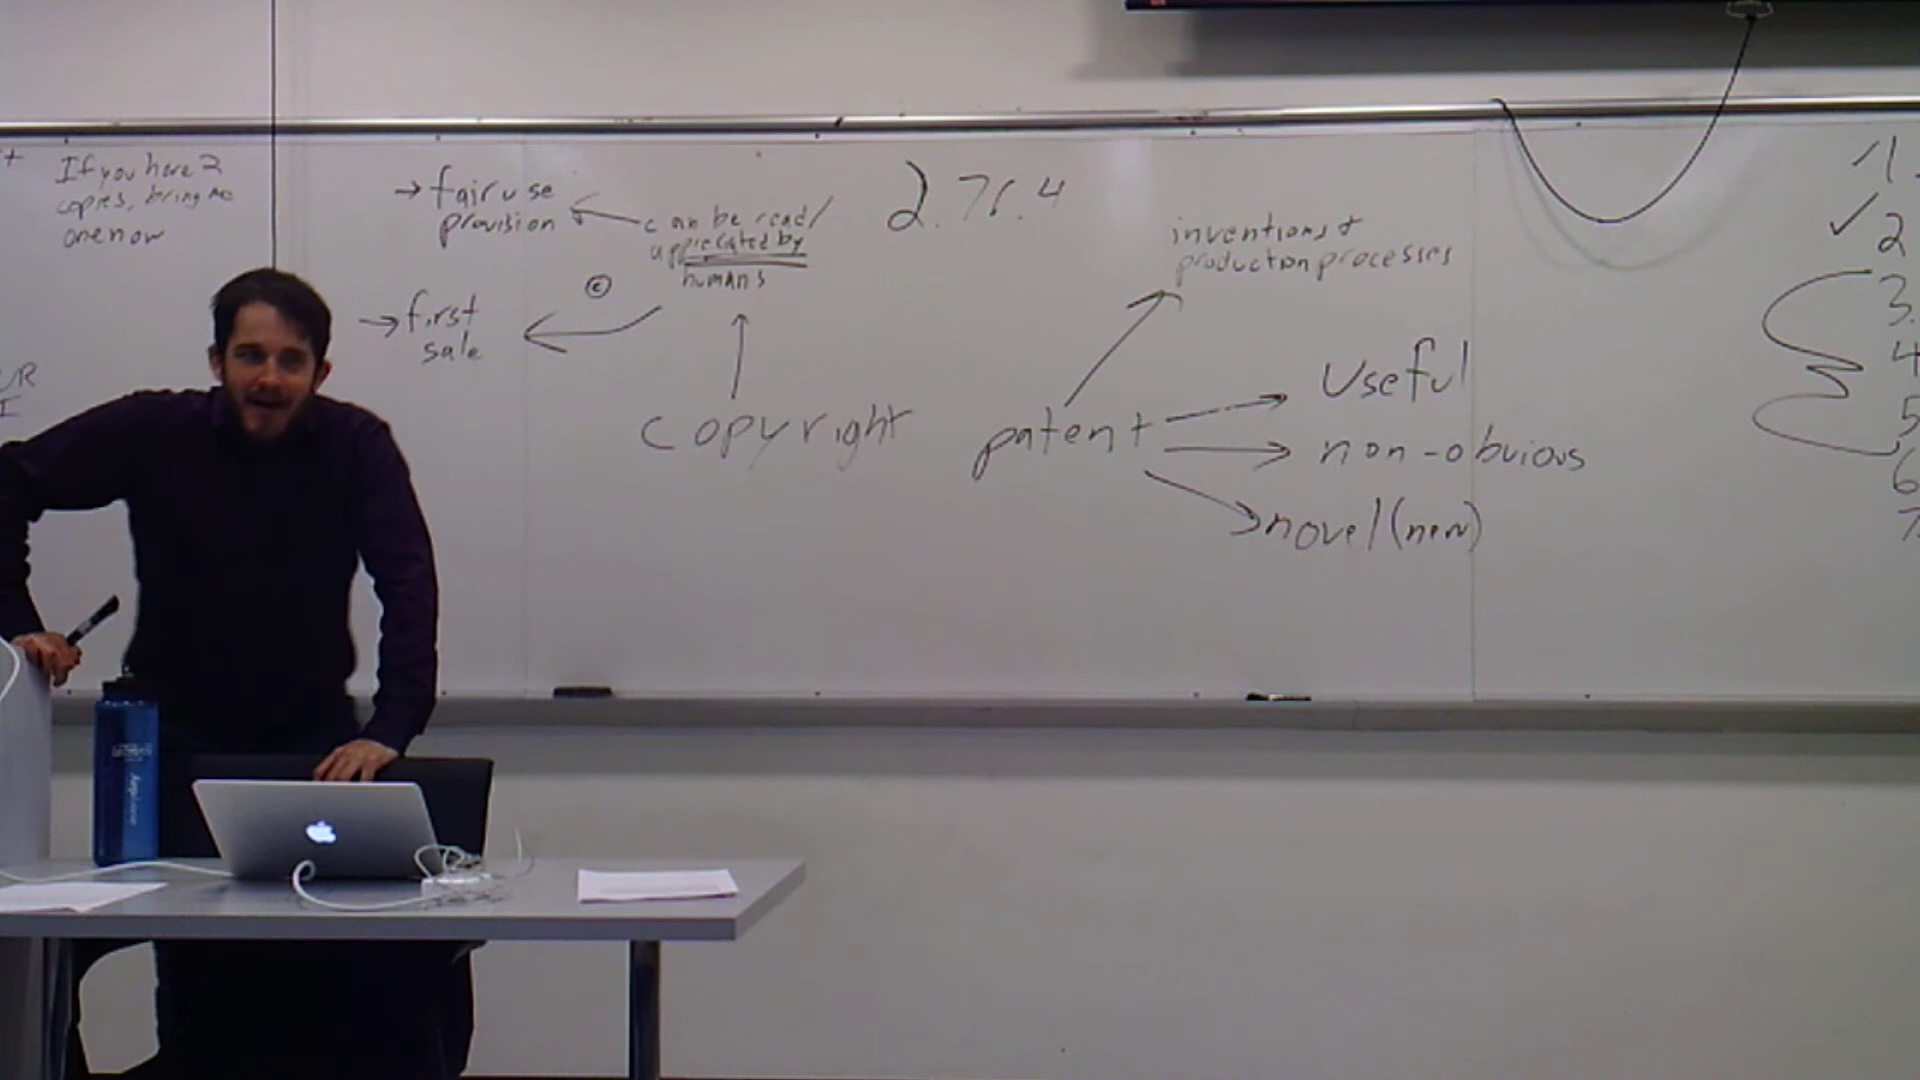 If you have 2
copies, bring me
one now
UR
I
→ fair use
provision
can be read/
appreciated by
humans
©
→ first
sale
copyright
2.71.4
inventions &
production processes
patent
Useful
non-obvious
novel (new)
1.
✓ 2
3.
4
5
6
7